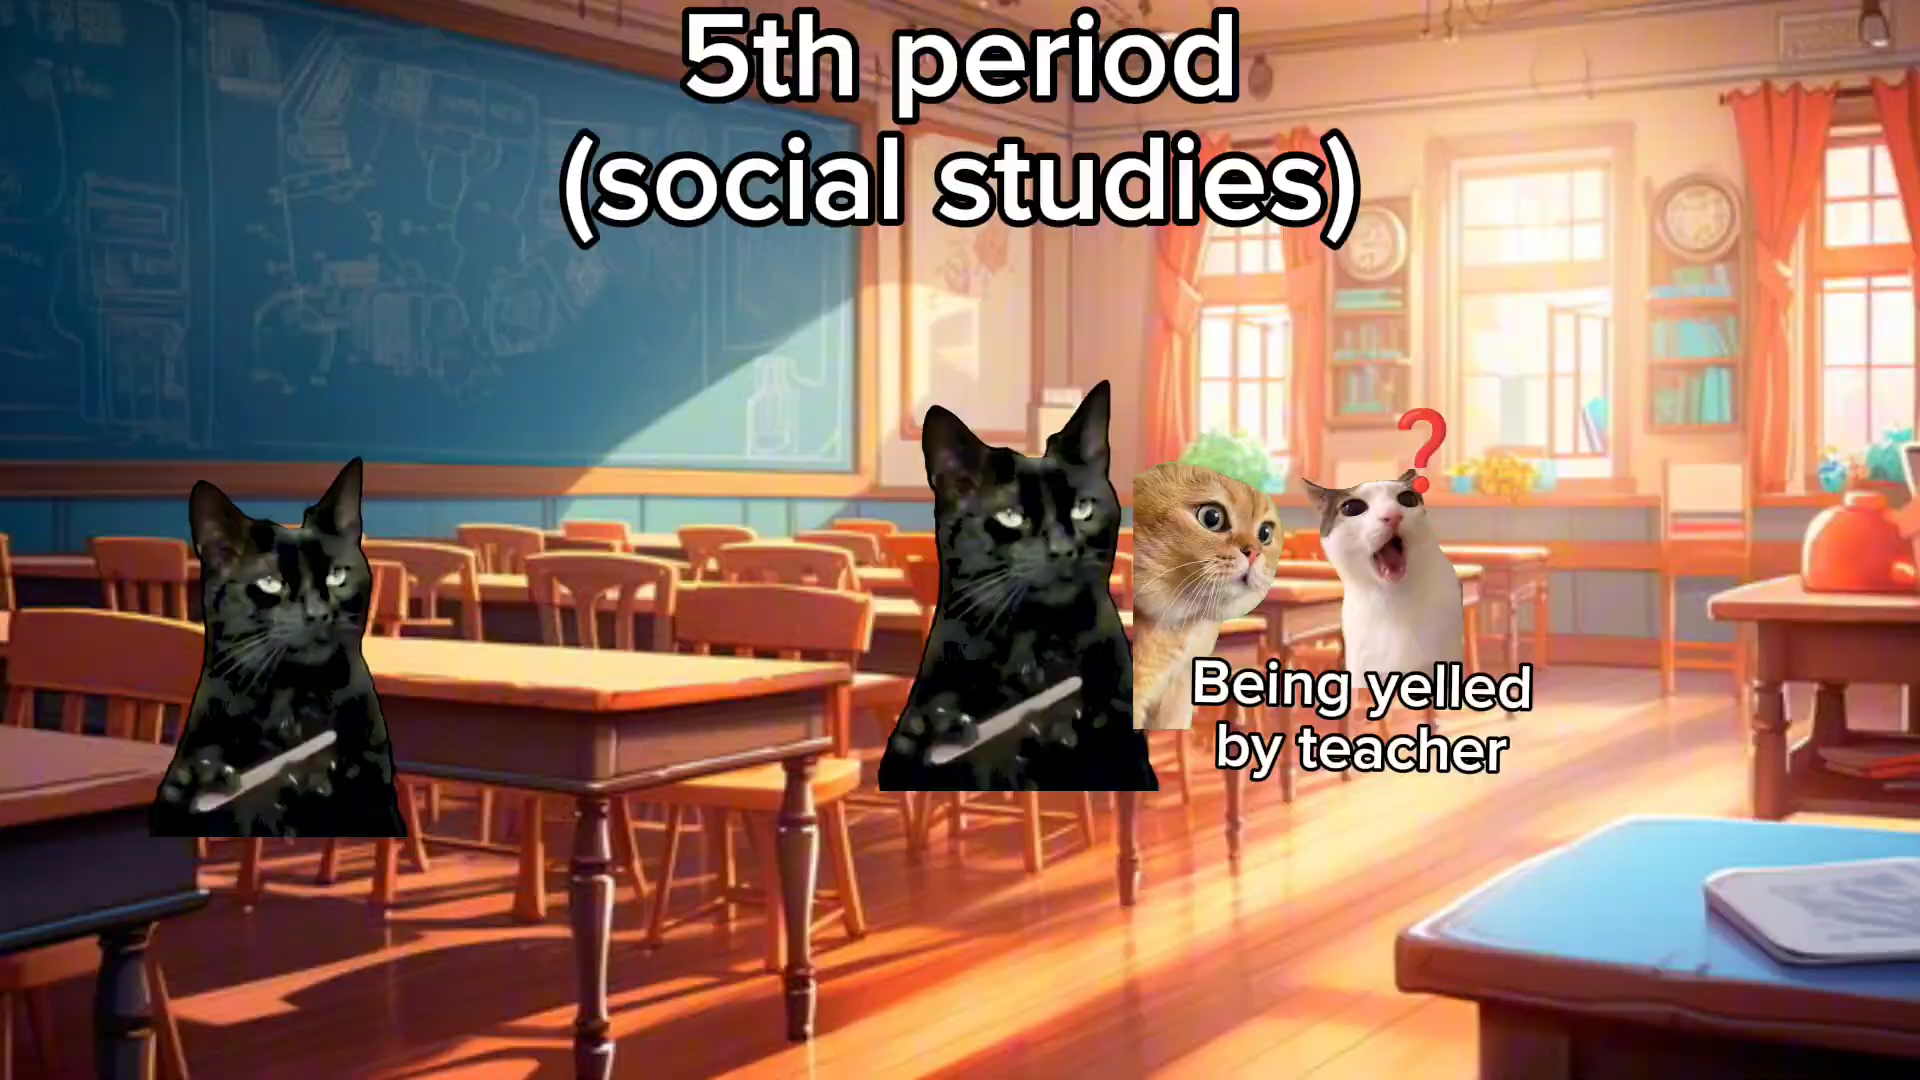 5th period
(social studies)
?
Being yelled
by teacher